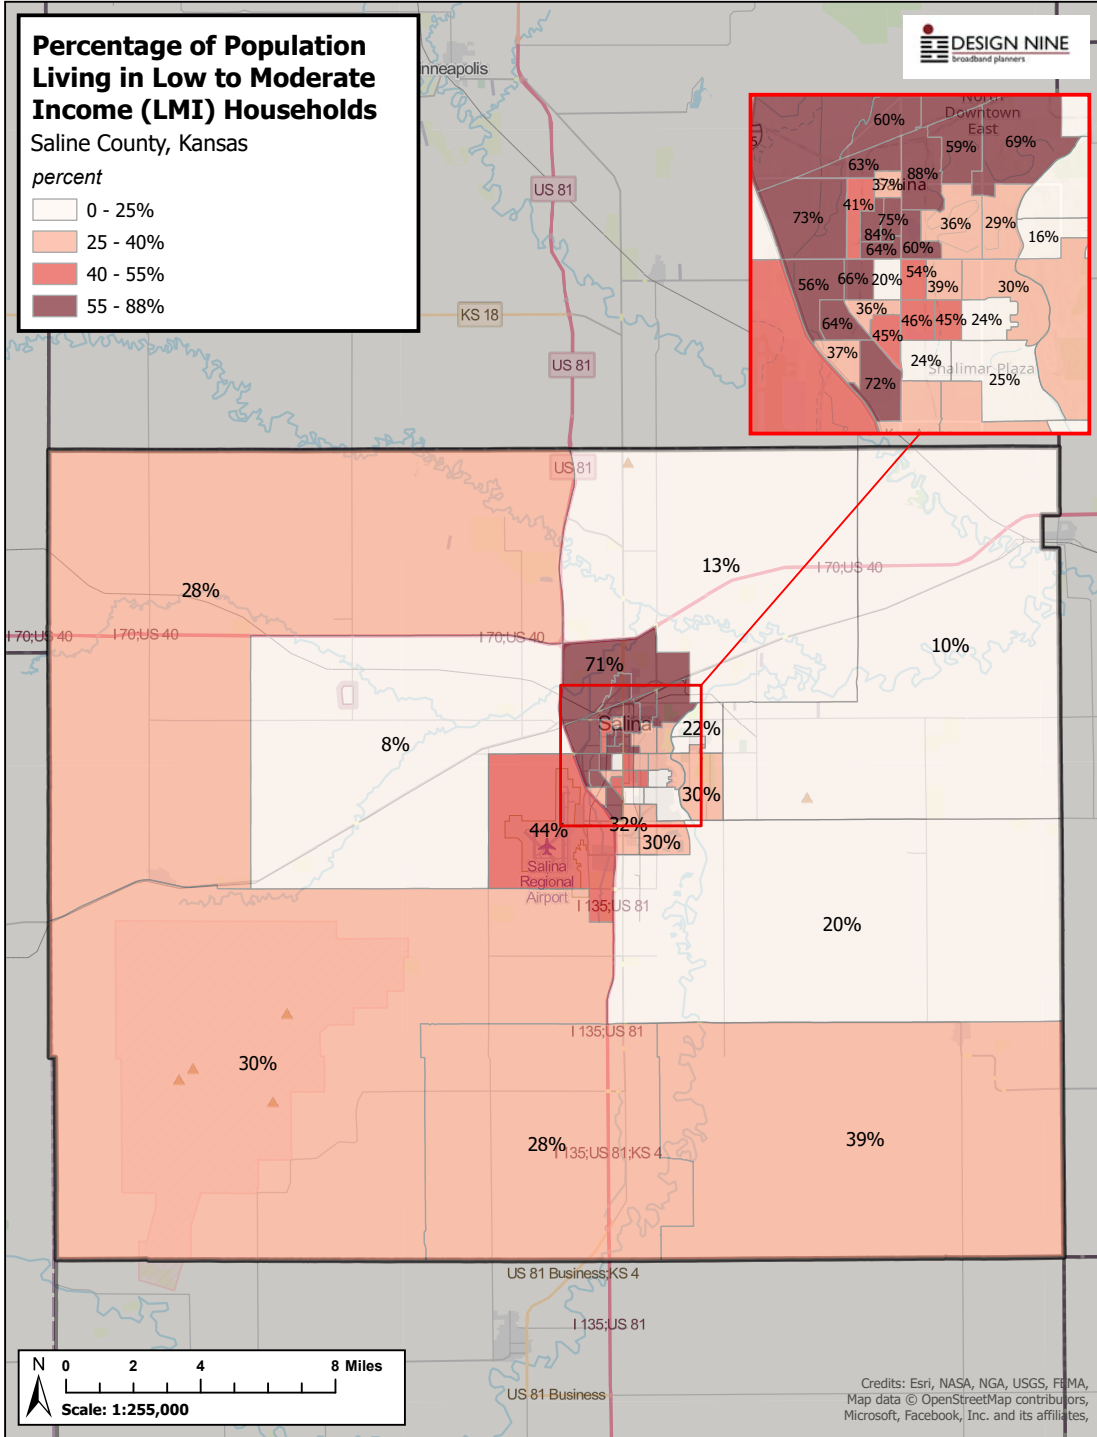 Percentage of Population
Living in Low to Moderate
Income (LMI) Households
Saline County, Kansas
percent
0 - 25%
25 - 40%
40 - 55%
55 - 88%
DESIGN NINE
broadband planners
nneapolis
US 81
KS 18
US 81
US 81
North
Downtown
East
60%
59%
69%
63%
88%
37%
ina
41%
73%
75%
36%
29%
84%
16%
64%
60%
56%
66%
20%
54%
39%
30%
36%
64%
46%
45%
24%
45%
37%
24%
Shalimar Plaza
72%
25%
13%
I 70;US 40
28%
I 70;US 40
I 70;US 40
I 70;US 40
10%
71%
Salina
22%
8%
30%
44%
32%
30%
Salina
Regional
Airport
I 135;US 81
20%
I 135;US 81
30%
28%
I 135;US 81;KS 4
39%
US 81 Business;KS 4
I 135;US 81
US 81 Business
N
0 2 4 8 Miles
Scale: 1:255,000
Credits: Esri, NASA, NGA, USGS, FEMA,
Map data © OpenStreetMap contributors,
Microsoft, Facebook, Inc. and its affiliates,